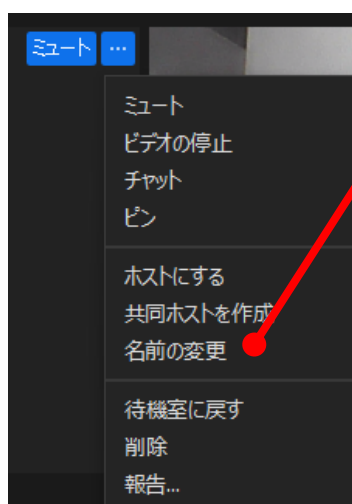 ミュート ...
ミュート
ビデオの停止
チャット
ピン
ホストにする
共同ホストを作成
名前の変更
待機室に戻す
削除
報告...